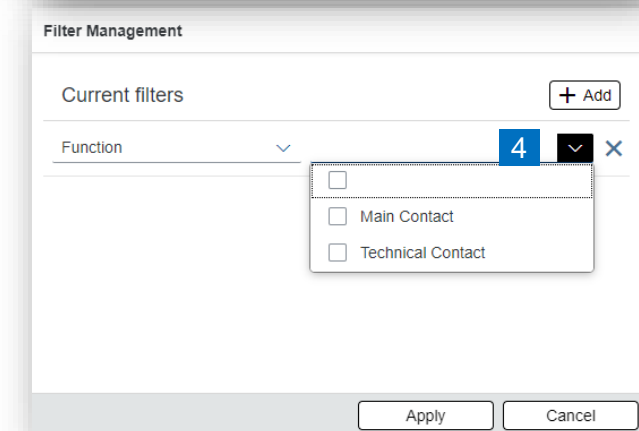 Filter Management
Current filters
+ Add
Function
4
Main Contact
Technical Contact
Apply
Cancel